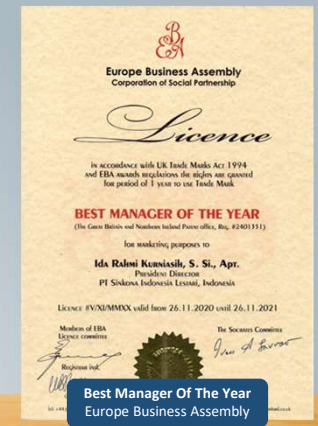 B
E A
Europe Business Assembly
Corporation of Social Partnership
Licence
in accordance with UK Trade Marks Act 1994
and EBA awards regulations the rights are granted
for period of 1 year to use Trade Mark
BEST MANAGER OF THE YEAR
(The Great Britain and Northern Ireland Patent office, Reg. #2401351)
for marketing purposes to
Ida Rahmi Kurniasih, S. Si., Apt.
President Director
PT Sinkona Indonesia Lestari, Indonesia
Licence #V/XI/MMXX valid from 26.11.2020 until 26.11.2021
Members of EBA
Licence committee
The Socrates Committee
Registrar inst.
Best Manager Of The Year
Europe Business Assembly